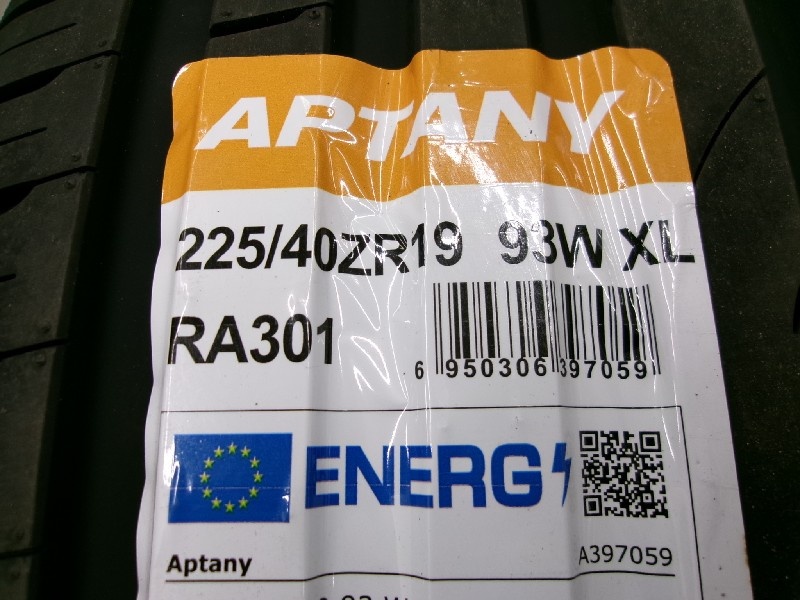 APTANY
225/40ZR19 93W XL
RA301
6 950306 397059
ENERG
Aptany A397059